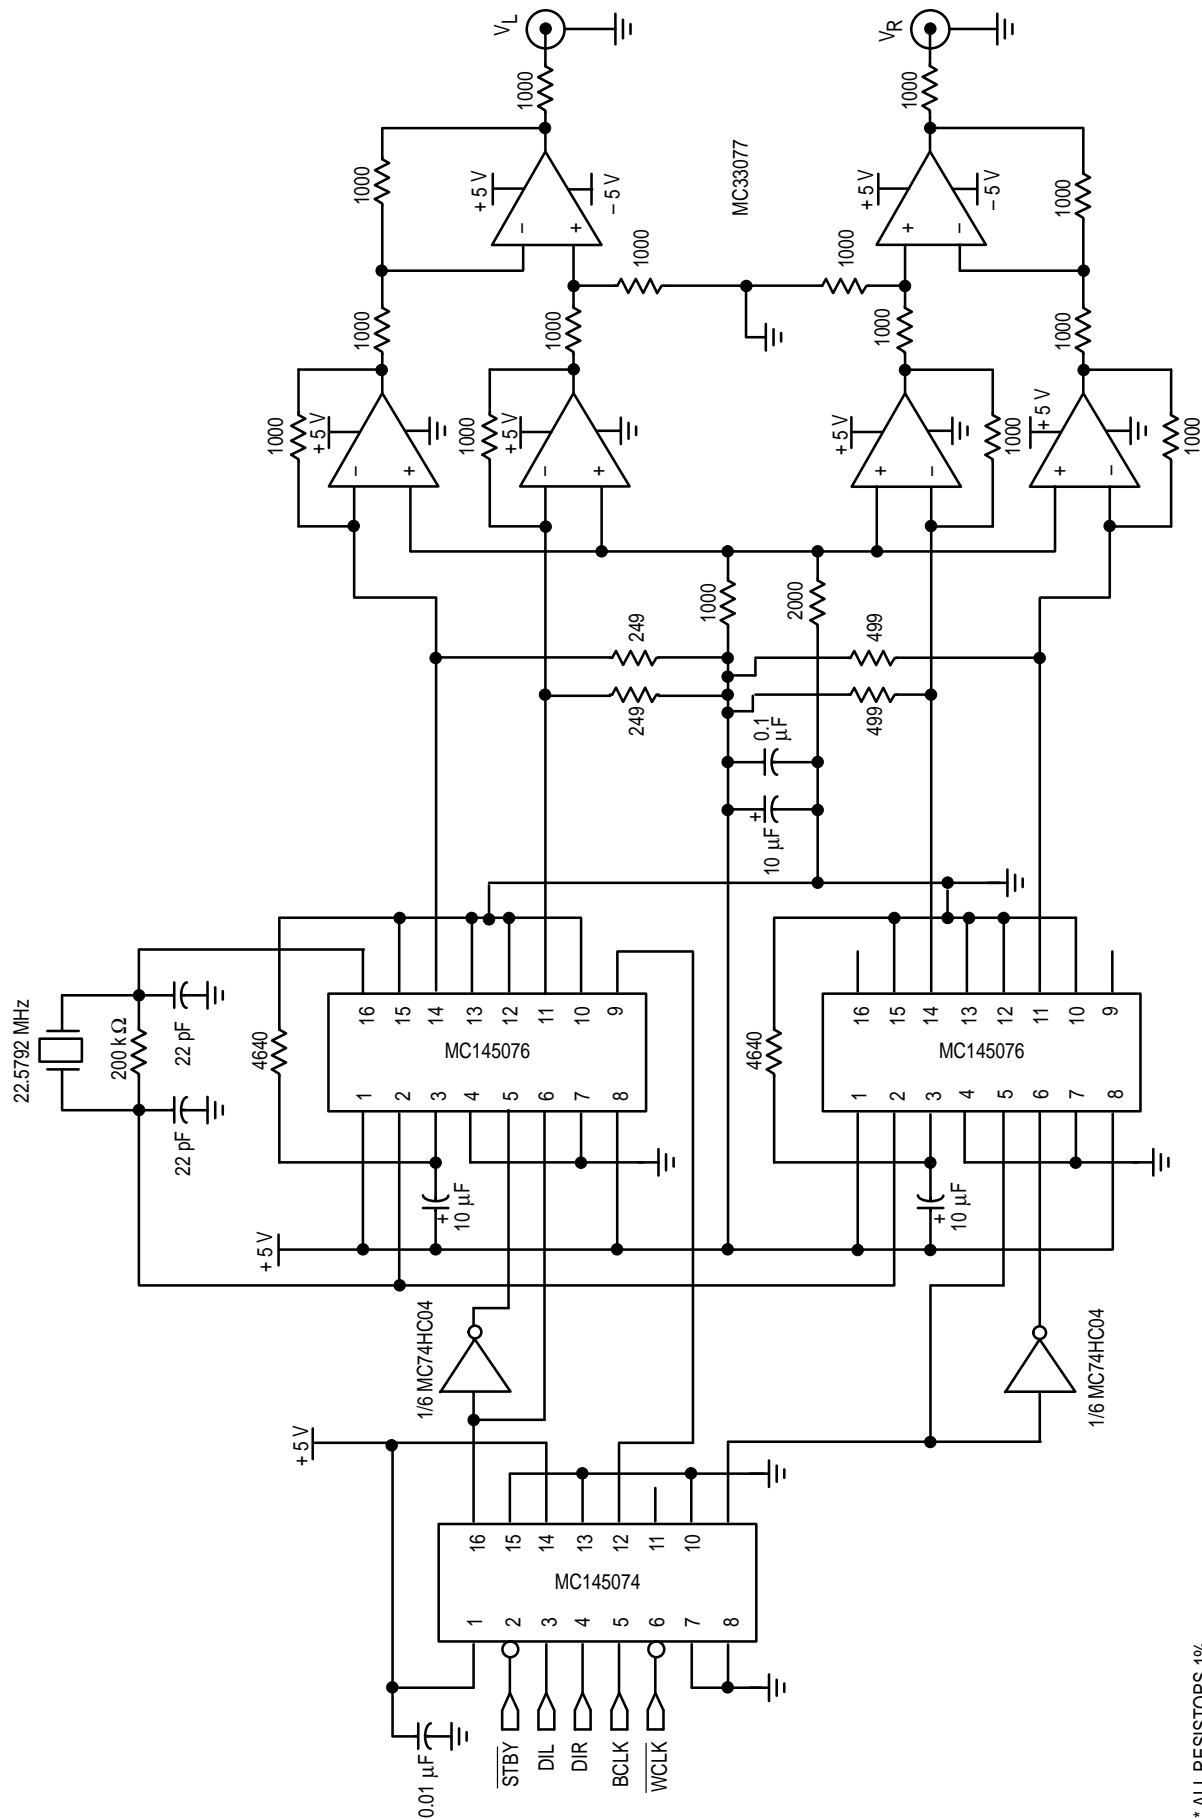 V_L
V_R
1000
1000
1000
+ 5 V
– 5 V
–
+
1000
MC33077
1000
+ 5 V
– 5 V
+
–
1000
1000
1000
1000
1000
1000
+ 5 V
–
+
1000
+ 5 V
–
+
+ 5 V
+
–
1000
+ 5 V
+
–
1000
1000
2000
249
249
499
499
0.1 µF
+
10 µF
22.5792 MHz
200 kΩ
22 pF
22 pF
4640
16 15 14 13 12 11 10 9
MC145076
1 2 3 4 5 6 7 8
+
10 µF
4640
16 15 14 13 12 11 10 9
MC145076
1 2 3 4 5 6 7 8
+
10 µF
+ 5 V
1/6 MC74HC04
1/6 MC74HC04
+ 5 V
16 15 14 13 12 11 10
MC145074
1 2 3 4 5 6 7 8
0.01 µF
STBY
DIL
DIR
BCLK
WCLK
* ALL RESISTORS 1%